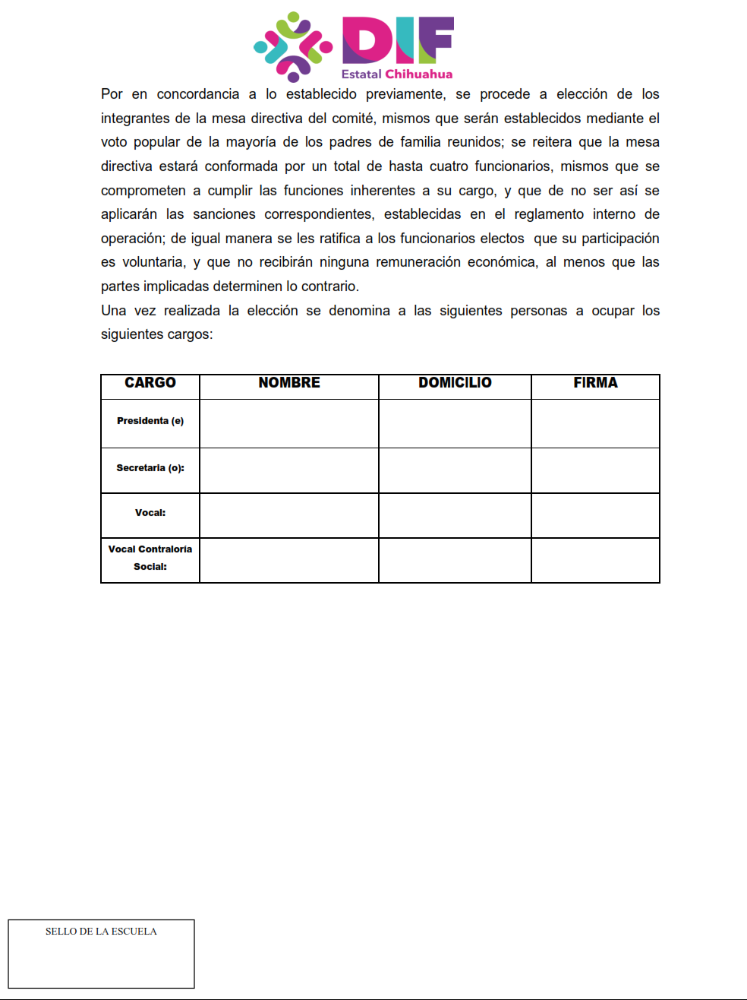 DIF
Estatal Chihuahua
Por en concordancia a lo establecido previamente, se procede a elección de los
integrantes de la mesa directiva del comité, mismos que serán establecidos mediante el
voto popular de la mayoría de los padres de familia reunidos; se reitera que la mesa
directiva estará conformada por un total de hasta cuatro funcionarios, mismos que se
comprometen a cumplir las funciones inherentes a su cargo, y que de no ser así se
aplicarán las sanciones correspondientes, establecidas en el reglamento interno de
operación; de igual manera se les ratifica a los funcionarios electos  que su participación
es voluntaria, y que no recibirán ninguna remuneración económica, al menos que las
partes implicadas determinen lo contrario.
Una vez realizada la elección se denomina a las siguientes personas a ocupar los
siguientes cargos:
CARGO NOMBRE DOMICILIO FIRMA
Presidenta (e)
Secretaria (o):
Vocal:
Vocal Contraloría
Social:
SELLO DE LA ESCUELA